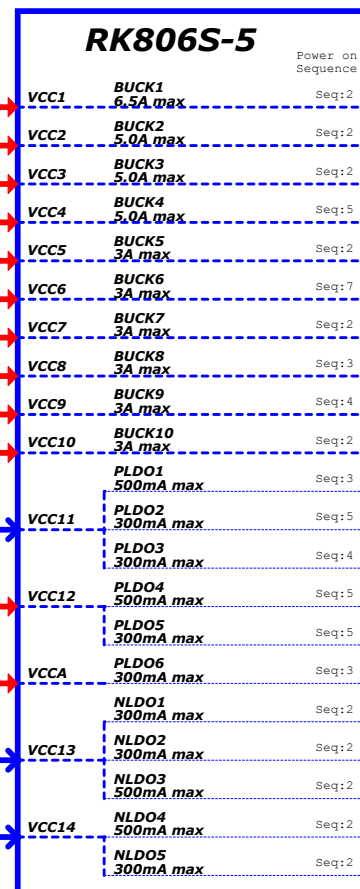 RK806S-5
Power on
Sequence
VCC1 BUCK1 Seq:2
6.5A max
VCC2 BUCK2 Seq:2
5.0A max
VCC3 BUCK3 Seq:2
5.0A max
VCC4 BUCK4 Seq:5
5.0A max
VCC5 BUCK5 Seq:2
3A max
VCC6 BUCK6 Seq:7
3A max
VCC7 BUCK7 Seq:2
3A max
VCC8 BUCK8 Seq:3
3A max
VCC9 BUCK9 Seq:4
3A max
VCC10 BUCK10 Seq:2
3A max
PLDO1 Seq:3
500mA max
VCC11 PLDO2 Seq:5
300mA max
PLDO3 Seq:4
300mA max
VCC12 PLDO4 Seq:5
500mA max
PLDO5 Seq:5
300mA max
VCCA PLDO6 Seq:3
300mA max
NLDO1 Seq:2
300mA max
VCC13 NLDO2 Seq:2
300mA max
NLDO3 Seq:2
500mA max
VCC14 NLDO4 Seq:2
500mA max
NLDO5 Seq:2
300mA max